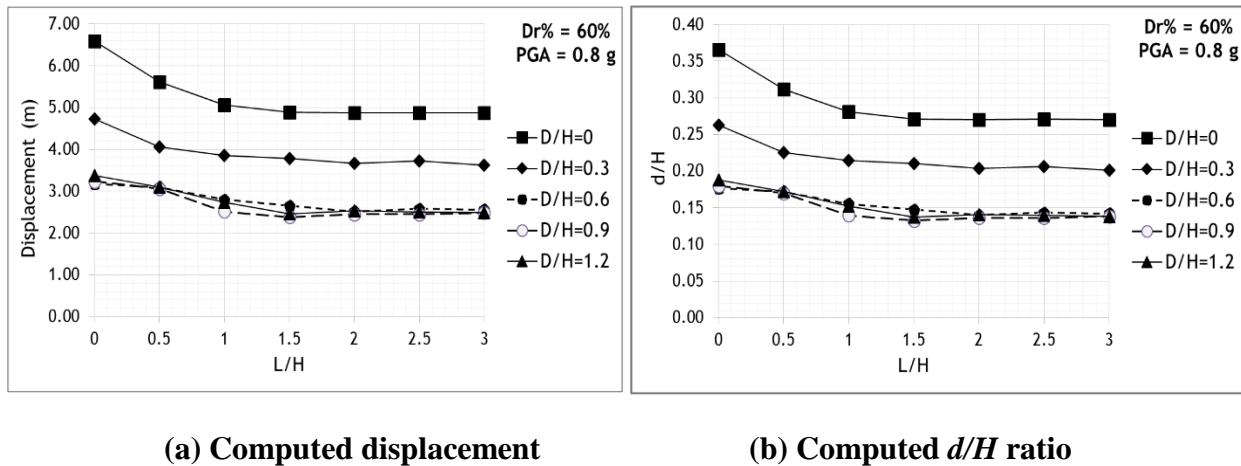 7.00
6.00
5.00
4.00
3.00
2.00
1.00
0.00
Displacement (m)
0 0.5 1 1.5 2 2.5 3
L/H
Dr% = 60%
PGA = 0.8 g
D/H=0
D/H=0.3
D/H=0.6
D/H=0.9
D/H=1.2
0.40
0.35
0.30
0.25
0.20
0.15
0.10
0.05
0.00
d/H
0 0.5 1 1.5 2 2.5 3
L/H
Dr% = 60%
PGA = 0.8 g
D/H=0
D/H=0.3
D/H=0.6
D/H=0.9
D/H=1.2
(a) Computed displacement
(b) Computed d/H ratio